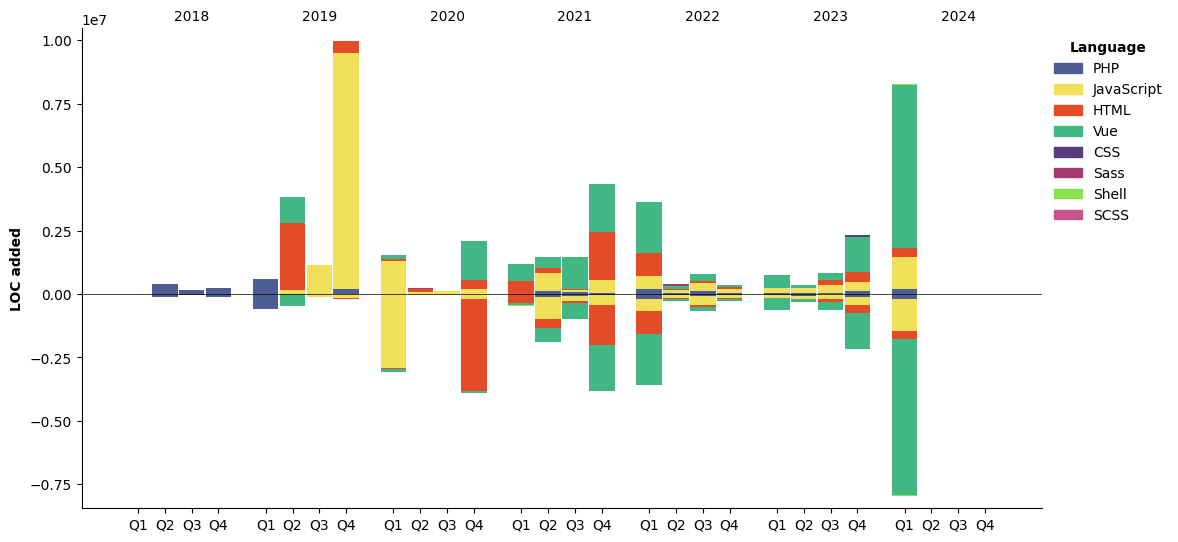 1e7
2018 2019 2020 2021 2022 2023 2024
LOC added
1.00
0.75
0.50
0.25
0.00
−0.25
−0.50
−0.75
Q1 Q2 Q3 Q4 Q1 Q2 Q3 Q4 Q1 Q2 Q3 Q4 Q1 Q2 Q3 Q4 Q1 Q2 Q3 Q4 Q1 Q2 Q3 Q4 Q1 Q2 Q3 Q4
Language
PHP
JavaScript
HTML
Vue
CSS
Sass
Shell
SCSS